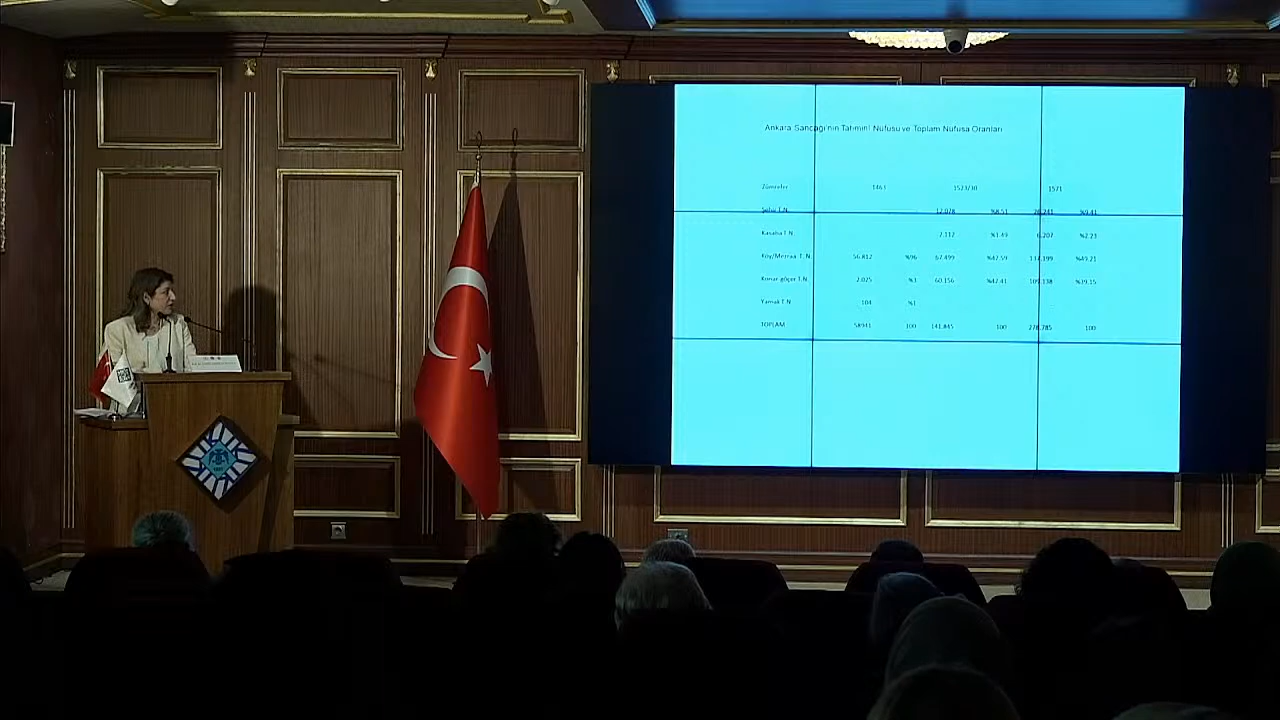 Ankara Sancağı'nın Tahmini Nüfusu ve Toplam Nüfusa Oranları
Zümreler 1463 1523/30 1571
Şehir T.N. 12.078 %8.51 26.241 %9.41
Kasaba T.N. 2.112 %1.49 6.207 %2.23
Köy/Mezraa T.N. 56.812 %96 67.499 %47.59 137.199 %49.21
Konar-göçer T.N. 2.025 %3 60.156 %42.41 109.138 %39.15
Yamak T.N. 104 %1
TOPLAM 58941 100 141.845 100 278.785 100